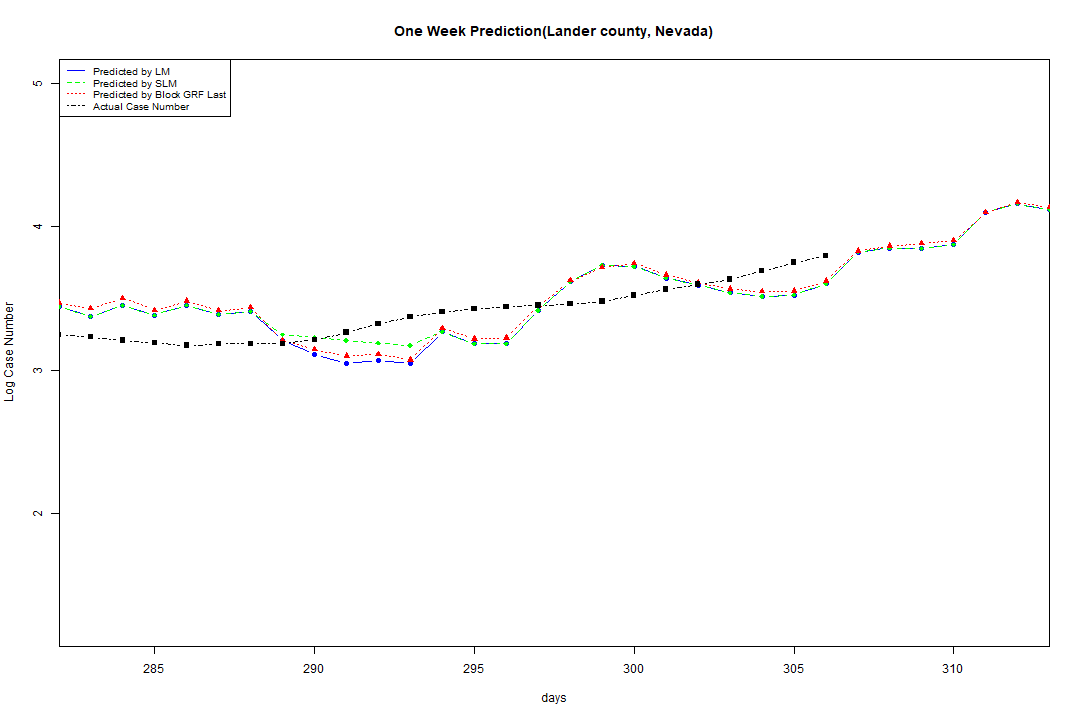 One Week Prediction(Lander county, Nevada)
Predicted by LM
Predicted by SLM
Predicted by Block GRF Last
Actual Case Number
5
4
3
2
Log Case Number
285 290 295 300 305 310
days